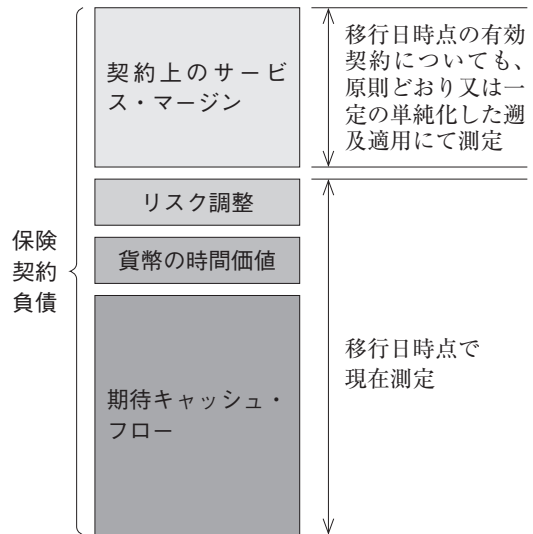 保険
契約
負債
契約上のサービ
ス・マージン
リスク調整
貨幣の時間価値
期待キャッシュ・
フロー
移行日時点の有効
契約についても、
原則どおり又は一
定の単純化した遡
及適用にて測定
移行日時点で
現在測定